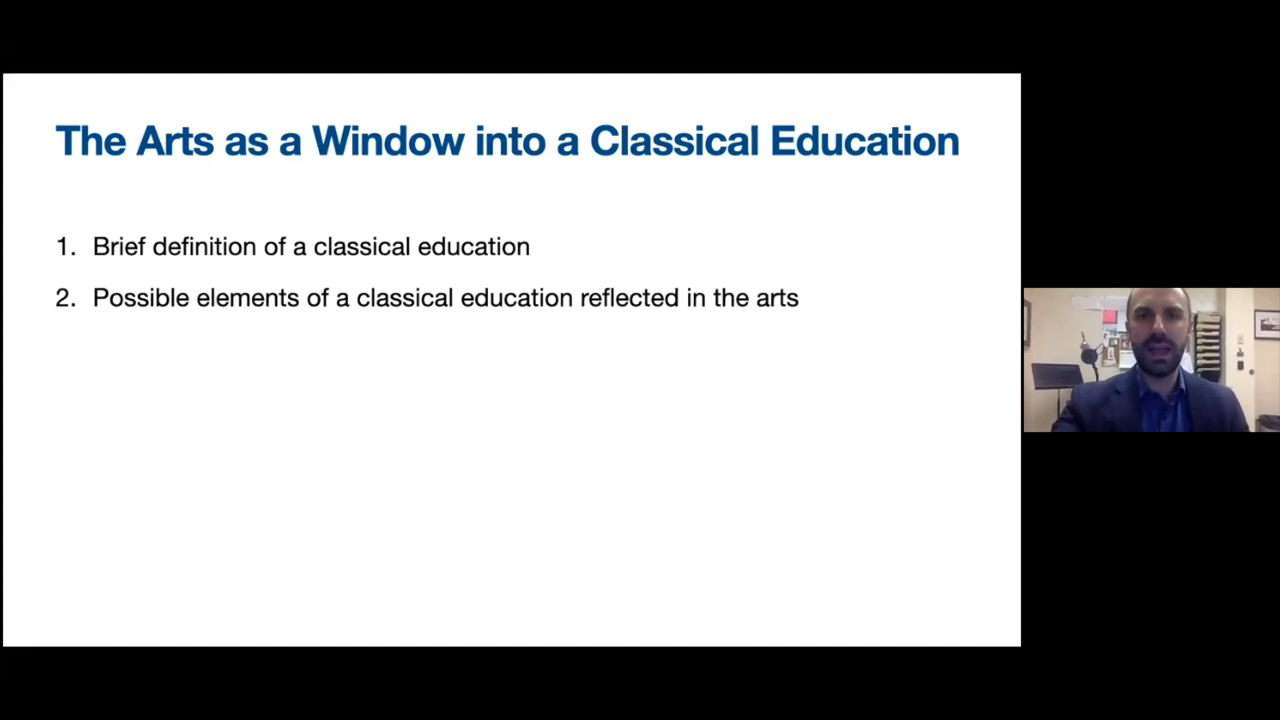 The Arts as a Window into a Classical Education
1. Brief definition of a classical education
2. Possible elements of a classical education reflected in the arts